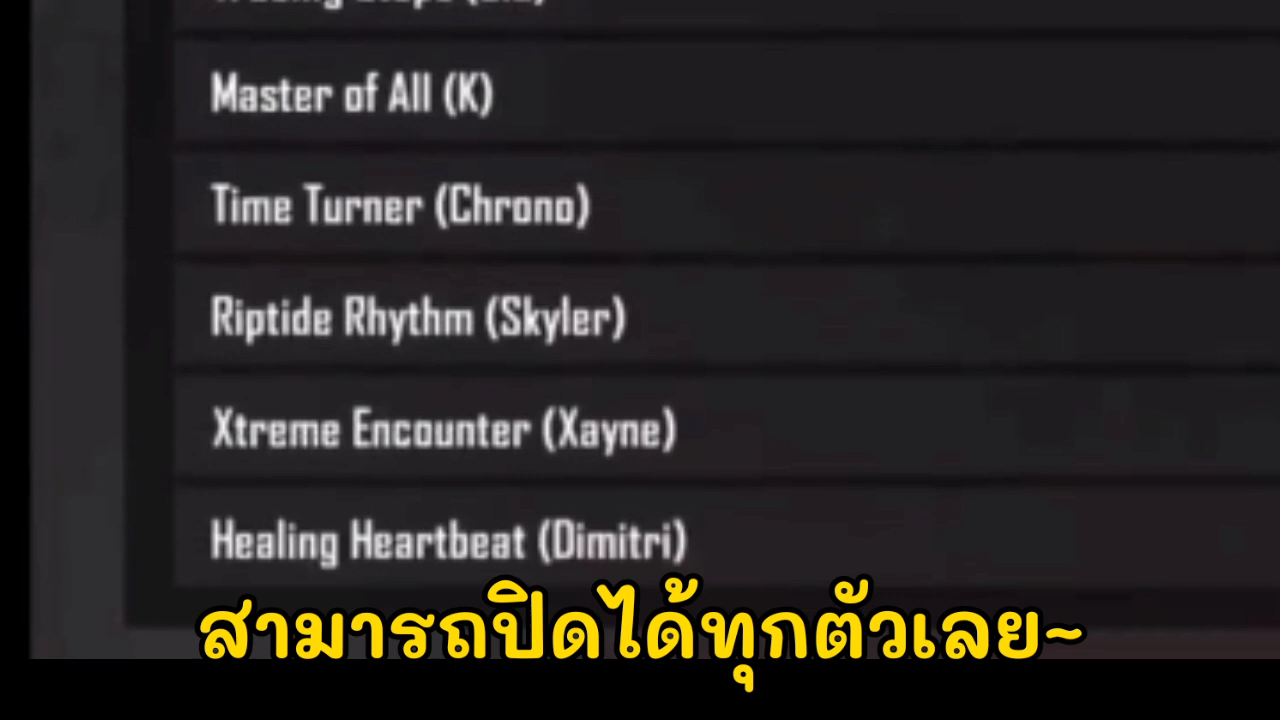 Master of All (K)
Time Turner (Chrono)
Riptide Rhythm (Skyler)
Xtreme Encounter (Xayne)
Healing Heartbeat (Dimitri)
สามารถปิดได้ทุกตัวเลย~